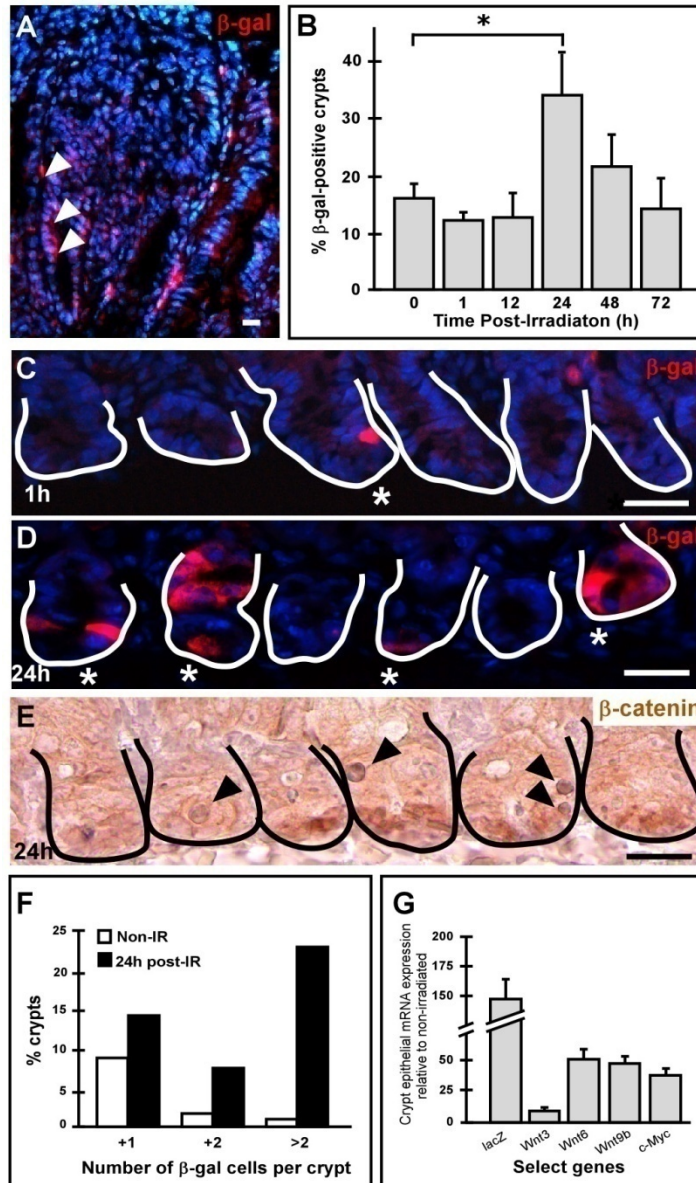 A
β-gal
B
*
% β-gal-positive crypts
40
30
20
10
0
0 1 12 24 48 72
Time Post-Irradiaton (h)
C
β-gal
1h
*
*
D
β-gal
24h
*
*
*
*
E
β-catenin
24h
F
Non-IR
24h post-IR
% crypts
25
20
15
10
5
0
+1 +2 >2
Number of β-gal cells per crypt
G
Crypt epithelial mRNA expression
relative to non-irradiated
200
150
50
25
0
lacZ Wnt3 Wnt6 Wnt9b c-Myc
Select genes